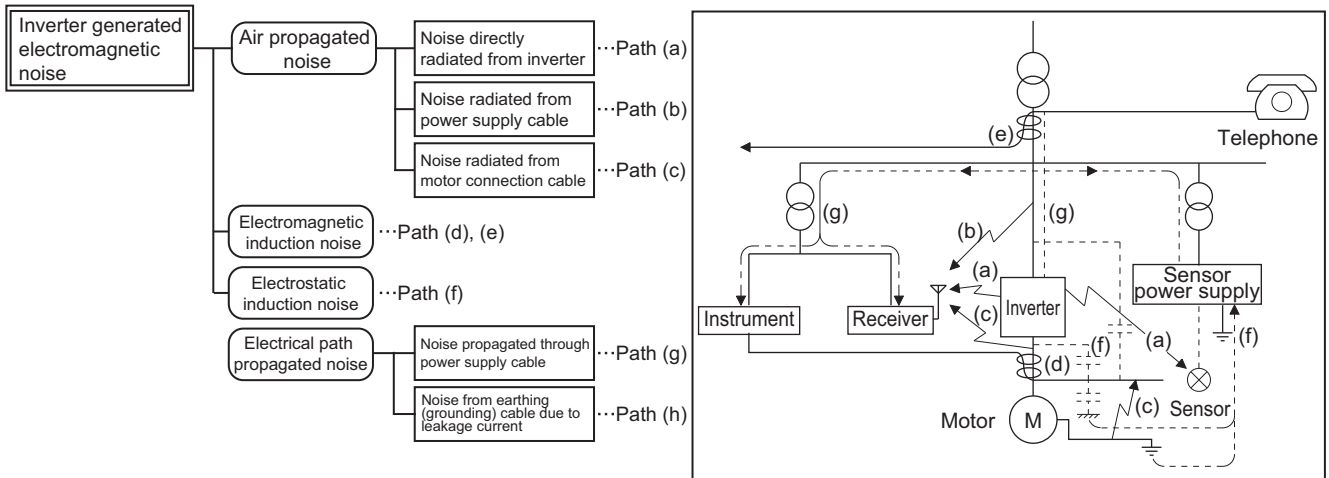 Inverter generated
electromagnetic
noise
Air propagated
noise
Noise directly
radiated from inverter
···Path (a)
Noise radiated from
power supply cable
···Path (b)
Noise radiated from
motor connection cable
···Path (c)
Electromagnetic
induction noise
···Path (d), (e)
Electrostatic
induction noise
···Path (f)
Electrical path
propagated noise
Noise propagated through
power supply cable
···Path (g)
Noise from earthing
(grounding) cable due to
leakage current
···Path (h)
Telephone
(e)
(g)
(g)
(b)
(a)
Sensor
power supply
Instrument
Receiver
Inverter
(c)
(f)
(a)
(f)
(d)
(c)
Sensor
Motor
M